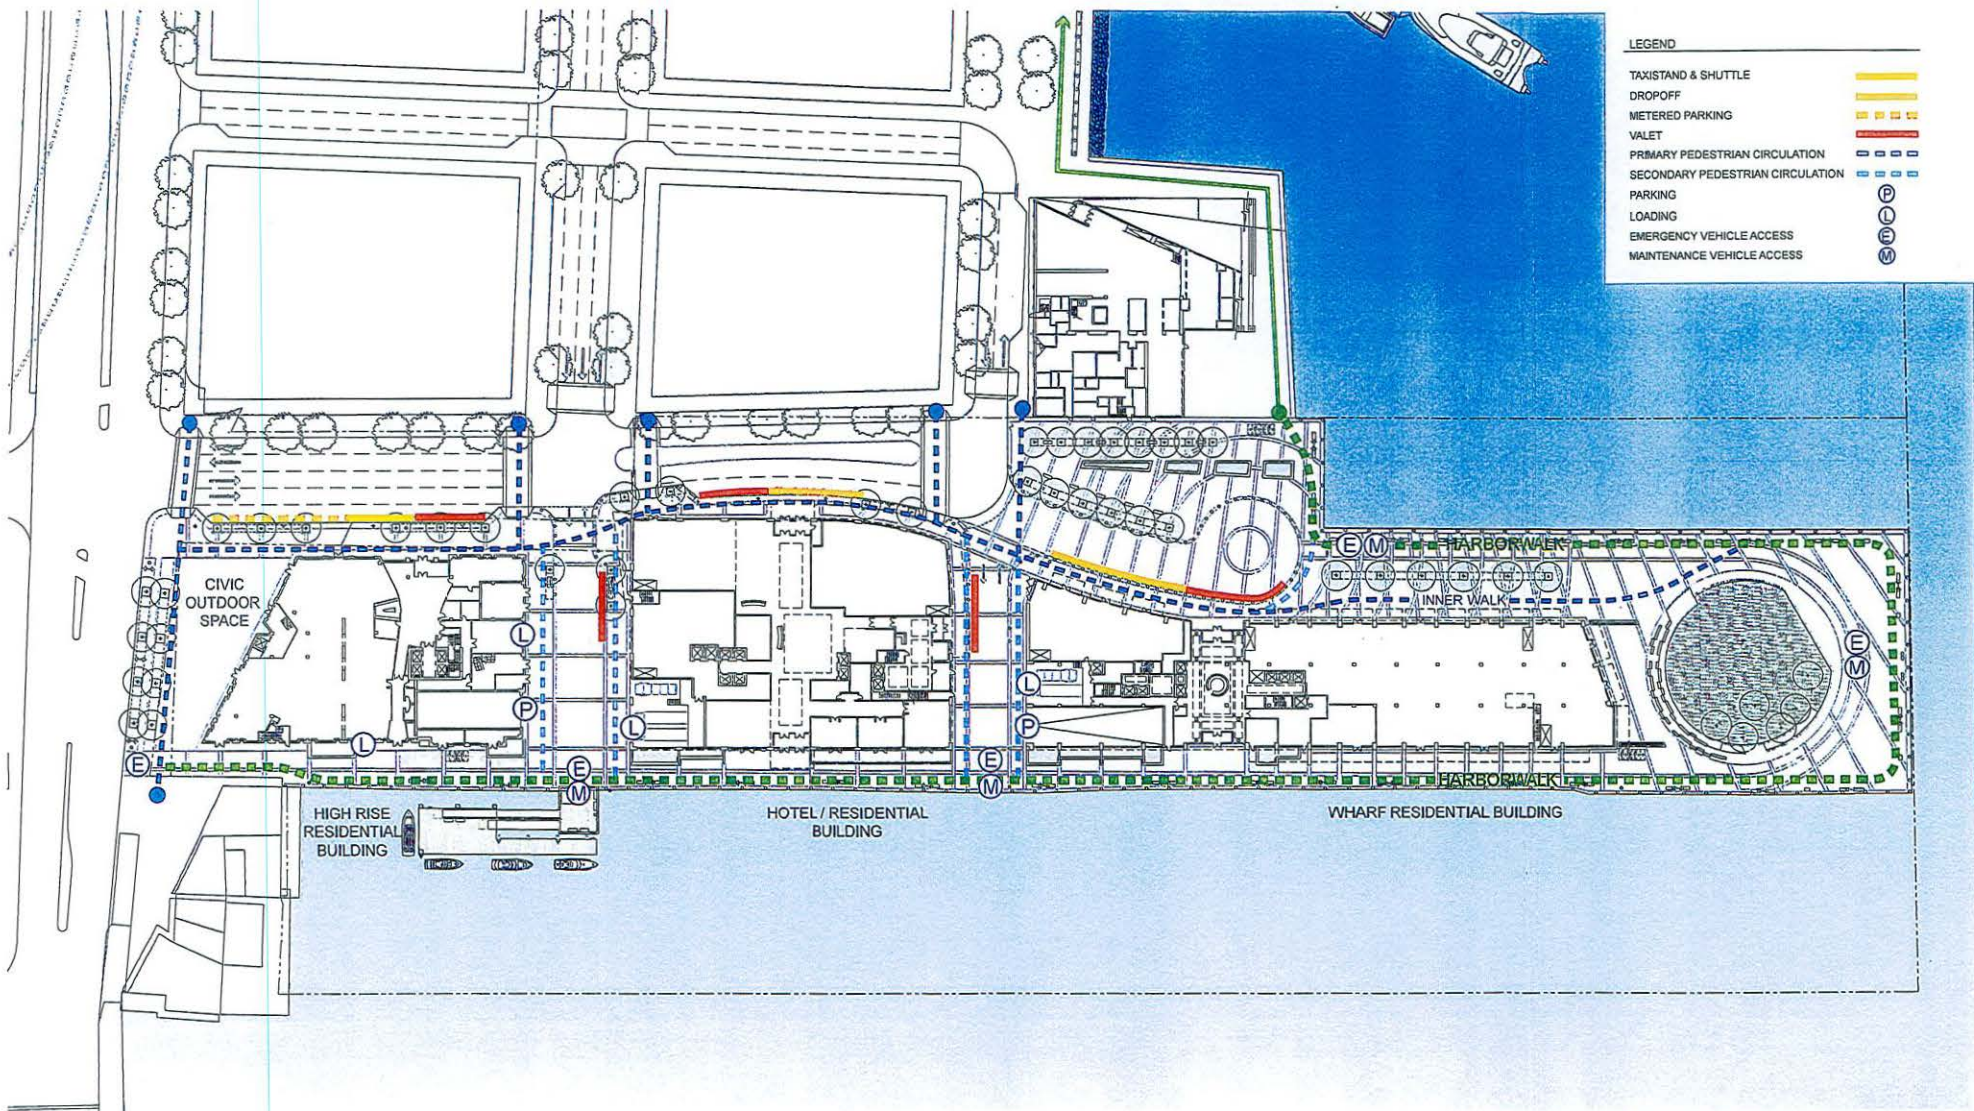 LEGEND
TAXISTAND & SHUTTLE
DROPOFF
METERED PARKING
VALET
PRIMARY PEDESTRIAN CIRCULATION
SECONDARY PEDESTRIAN CIRCULATION
PARKING P
LOADING L
EMERGENCY VEHICLE ACCESS E
MAINTENANCE VEHICLE ACCESS M
E M HARBORWALK
CIVIC
OUTDOOR
SPACE
INNER WALK
L
E
M
L
P
P
L
L
E
E
M
E
M
HARBORWALK
HIGH RISE
RESIDENTIAL
BUILDING
HOTEL / RESIDENTIAL
BUILDING
WHARF RESIDENTIAL BUILDING